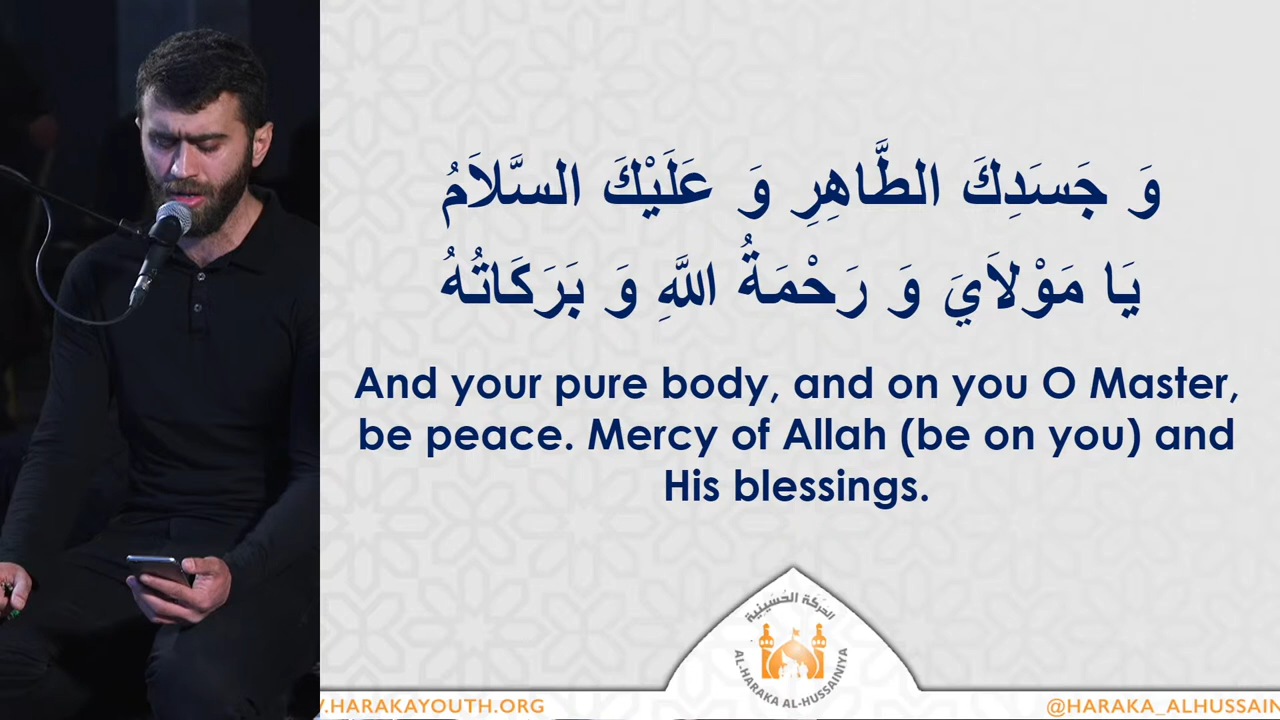 وَ جَسَدِكَ الطَّاهِرِ وَ عَلَيْكَ السَّلاَمُ
يَا مَوْلاَيَ وَ رَحْمَةُ اللَّهِ وَ بَرَكَاتُهُ
And your pure body, and on you O Master,
be peace. Mercy of Allah (be on you) and
His blessings.
الحركة الحسينية
AL-HARAKA AL-HUSSAINIYA
.HARAKAYOUTH.ORG
@HARAKA_ALHUSSAIN